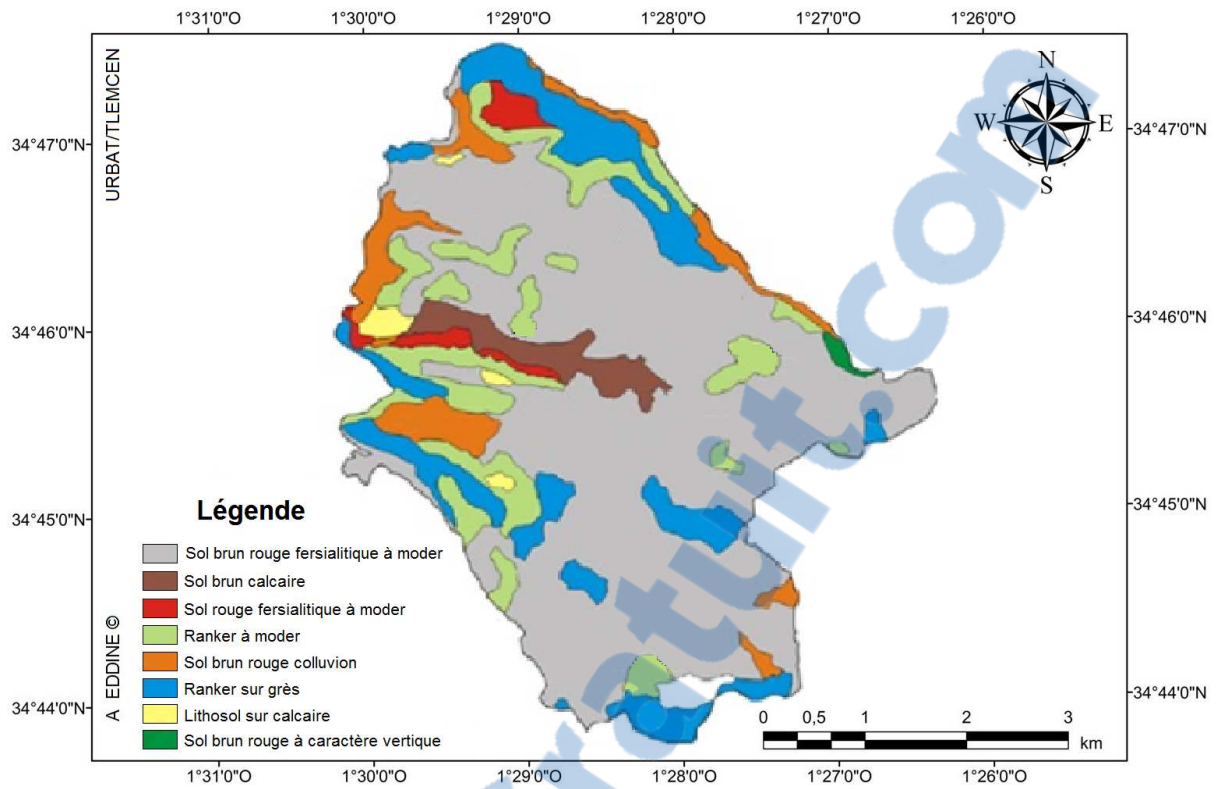 1°31'0"O 1°30'0"O 1°29'0"O 1°28'0"O 1°27'0"O 1°26'0"O
URBAT/TLEMCEN
N
W E
S
34°47'0"N 34°47'0"N
34°46'0"N 34°46'0"N
34°45'0"N 34°45'0"N
34°44'0"N 34°44'0"N
Légende
Sol brun rouge fersialitique à moder
Sol brun calcaire
Sol rouge fersialitique à moder
Ranker à moder
Sol brun rouge colluvion
Ranker sur grès
Lithosol sur calcaire
Sol brun rouge à caractère vertique
A EDDINE ©
0 0,5 1 2 3
km
1°31'0"O 1°30'0"O 1°29'0"O 1°28'0"O 1°27'0"O 1°26'0"O
ratuit.com